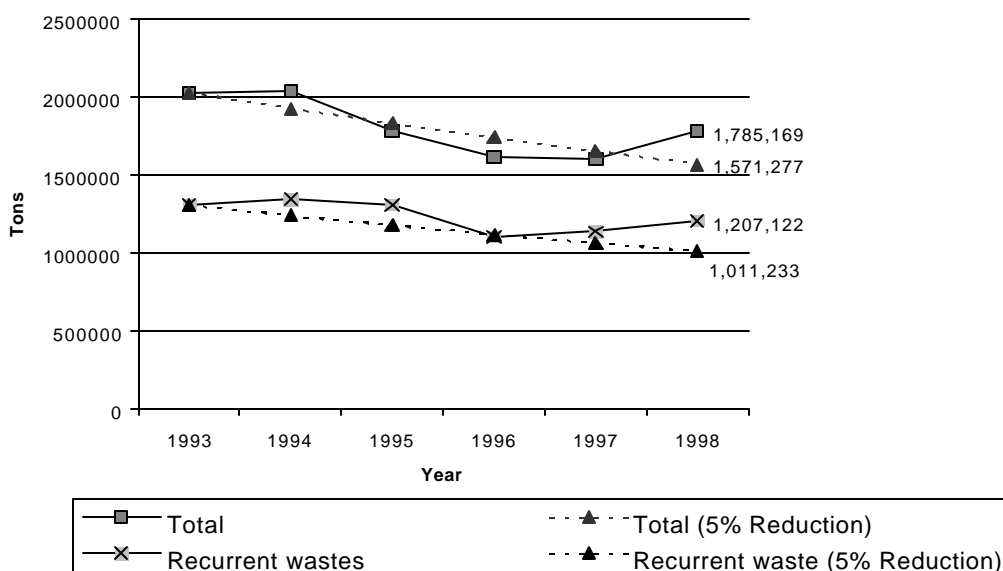 2500000
2000000
1500000
1000000
500000
0
Tons
1,785,169
1,571,277
1,207,122
1,011,233
1993 1994 1995 1996 1997 1998
Year
Total Total (5% Reduction)
Recurrent wastes Recurrent waste (5% Reduction)